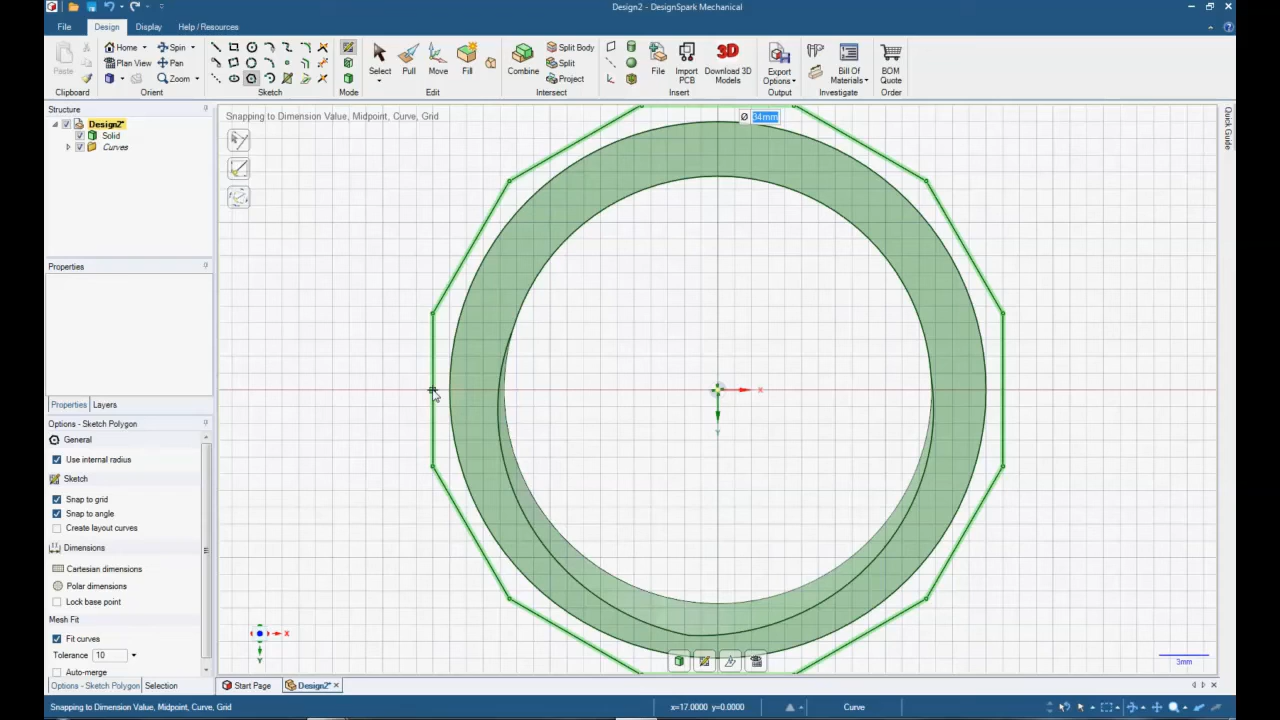 Design2 - DesignSpark Mechanical
File Design Display Help / Resources
Paste
Clipboard
Home Spin
Plan View Pan
Zoom
Orient
Sketch
Mode
Select Pull Move Fill
Edit
Combine
Split Body
Split
Project
Intersect
File Import PCB Download 3D Models
Insert
Export Options
Output
Bill Of Materials
Investigate
BOM Quote
Order
Structure
Design2*
Solid
Curves
Properties
Properties Layers
Options - Sketch Polygon
General
Use internal radius
Sketch
Snap to grid
Snap to angle
Create layout curves
Dimensions
Cartesian dimensions
Polar dimensions
Lock base point
Mesh Fit
Fit curves
Tolerance 10
Auto-merge
Options - Sketch Polygon Selection
Snapping to Dimension Value, Midpoint, Curve, Grid
Ø 34mm
X
Y
X
Y
3mm
Quick Guide
Start Page Design2*
Snapping to Dimension Value, Midpoint, Curve, Grid x=17.0000 y=0.0000 Curve